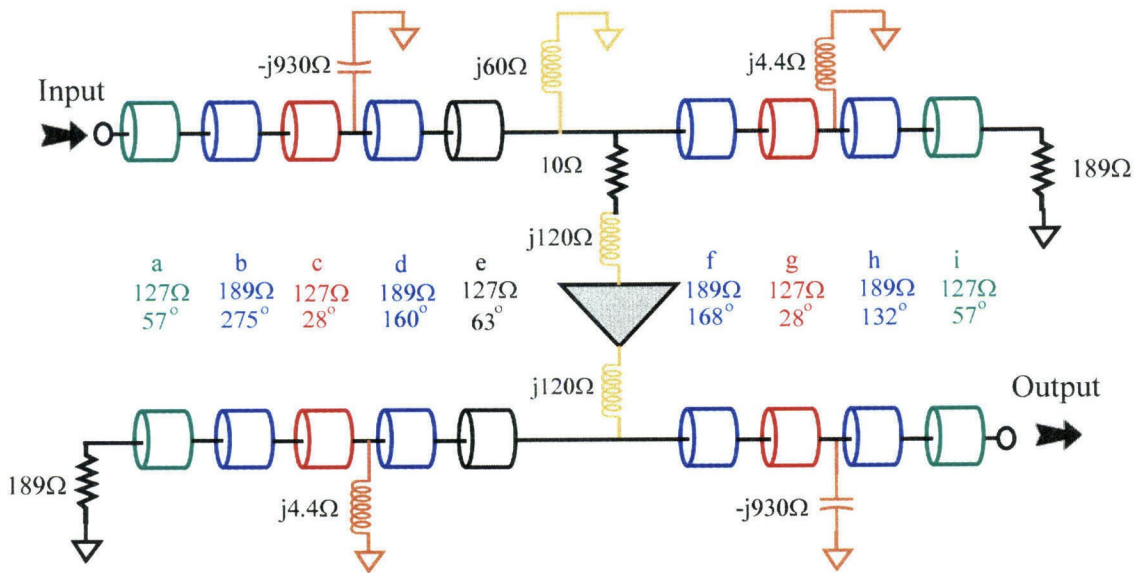 -j930Ω
j60Ω
j4.4Ω
Input
10Ω
189Ω
j120Ω
a b c d e f g h i
127Ω 189Ω 127Ω 189Ω 127Ω 189Ω 127Ω 189Ω 127Ω
57° 275° 28° 160° 63° 168° 28° 132° 57°
j120Ω
Output
189Ω
j4.4Ω
-j930Ω